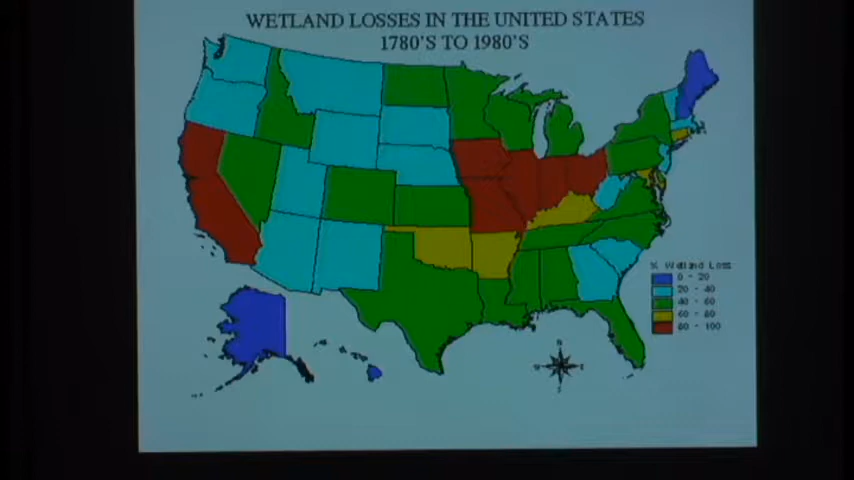 WETLAND LOSSES IN THE UNITED STATES
1780'S TO 1980'S
% Wetland Loss
0 - 20
20 - 40
40 - 60
60 - 80
80 - 100